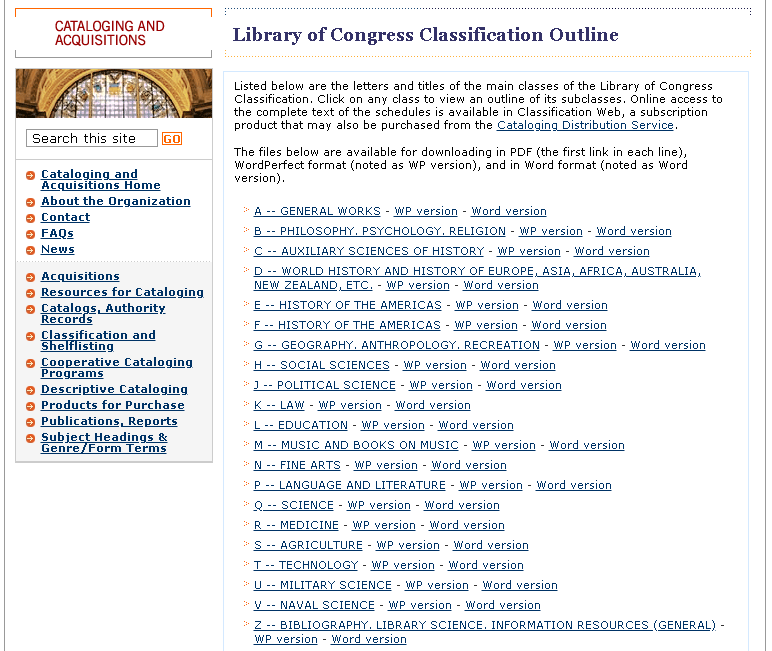 CATALOGING AND
ACQUISITIONS
Search this site GO
Cataloging and
Acquisitions Home
About the Organization
Contact
FAQs
News
Acquisitions
Resources for Cataloging
Catalogs, Authority
Records
Classification and
Shelflisting
Cooperative Cataloging
Programs
Descriptive Cataloging
Products for Purchase
Publications, Reports
Subject Headings &
Genre/Form Terms
Library of Congress Classification Outline
Listed below are the letters and titles of the main classes of the Library of Congress
Classification. Click on any class to view an outline of its subclasses. Online access to
the complete text of the schedules is available in Classification Web, a subscription
product that may also be purchased from the Cataloging Distribution Service.
The files below are available for downloading in PDF (the first link in each line),
WordPerfect format (noted as WP version), and in Word format (noted as Word
version).
A -- GENERAL WORKS - WP version - Word version
B -- PHILOSOPHY. PSYCHOLOGY. RELIGION - WP version - Word version
C -- AUXILIARY SCIENCES OF HISTORY - WP version - Word version
D -- WORLD HISTORY AND HISTORY OF EUROPE, ASIA, AFRICA, AUSTRALIA,
NEW ZEALAND, ETC. - WP version - Word version
E -- HISTORY OF THE AMERICAS - WP version - Word version
F -- HISTORY OF THE AMERICAS - WP version - Word version
G -- GEOGRAPHY. ANTHROPOLOGY. RECREATION - WP version - Word version
H -- SOCIAL SCIENCES - WP version - Word version
J -- POLITICAL SCIENCE - WP version - Word version
K -- LAW - WP version - Word version
L -- EDUCATION - WP version - Word version
M -- MUSIC AND BOOKS ON MUSIC - WP version - Word version
N -- FINE ARTS - WP version - Word version
P -- LANGUAGE AND LITERATURE - WP version - Word version
Q -- SCIENCE - WP version - Word version
R -- MEDICINE - WP version - Word version
S -- AGRICULTURE - WP version - Word version
T -- TECHNOLOGY - WP version - Word version
U -- MILITARY SCIENCE - WP version - Word version
V -- NAVAL SCIENCE - WP version - Word version
Z -- BIBLIOGRAPHY. LIBRARY SCIENCE. INFORMATION RESOURCES (GENERAL) -
WP version - Word version